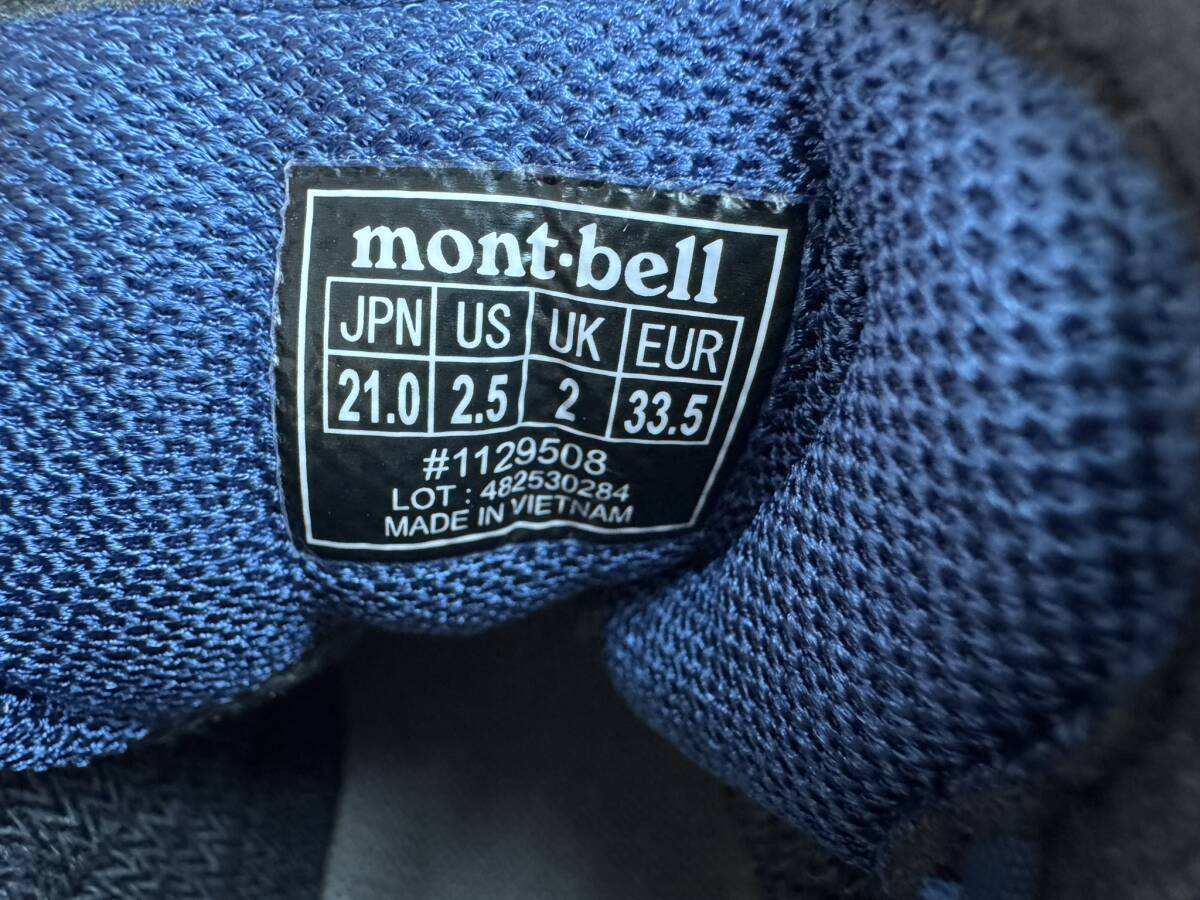 mont·bell
JPN US UK EUR
21.0 2.5 2 33.5
#1129508
LOT : 482530284
MADE IN VIETNAM